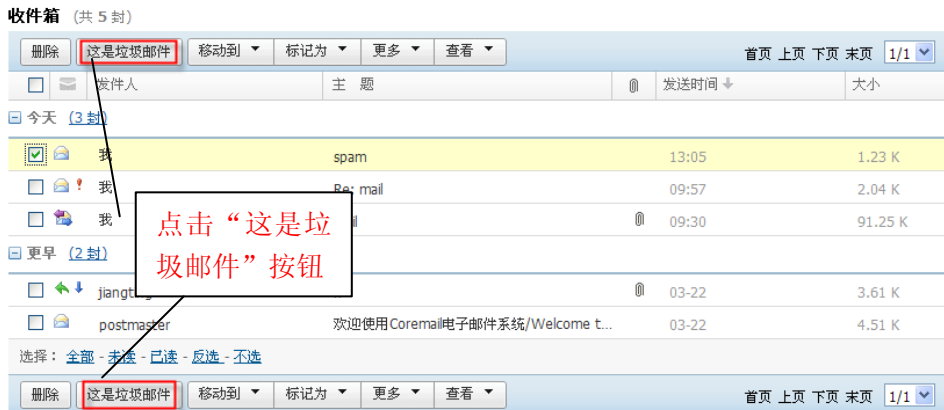 收件箱 (共 5 封)
删除 这是垃圾邮件 移动到 标记为 更多 查看 首页 上页 下页 末页 1/1
发件人 主 题 发送时间 大小
今天 (3 封)
我 spam 13:05 1.23 K
我 Re: mail 09:57 2.04 K
我 09:30 91.25 K
点击“这是垃
圾邮件”按钮
更早 (2 封)
03-22 3.61 K
postmaster 欢迎使用Coremail电子邮件系统/Welcome t... 03-22 4.51 K
选择： 全部 - 未读 - 已读 - 反选 - 不选
删除 这是垃圾邮件 移动到 标记为 更多 查看 首页 上页 下页 末页 1/1